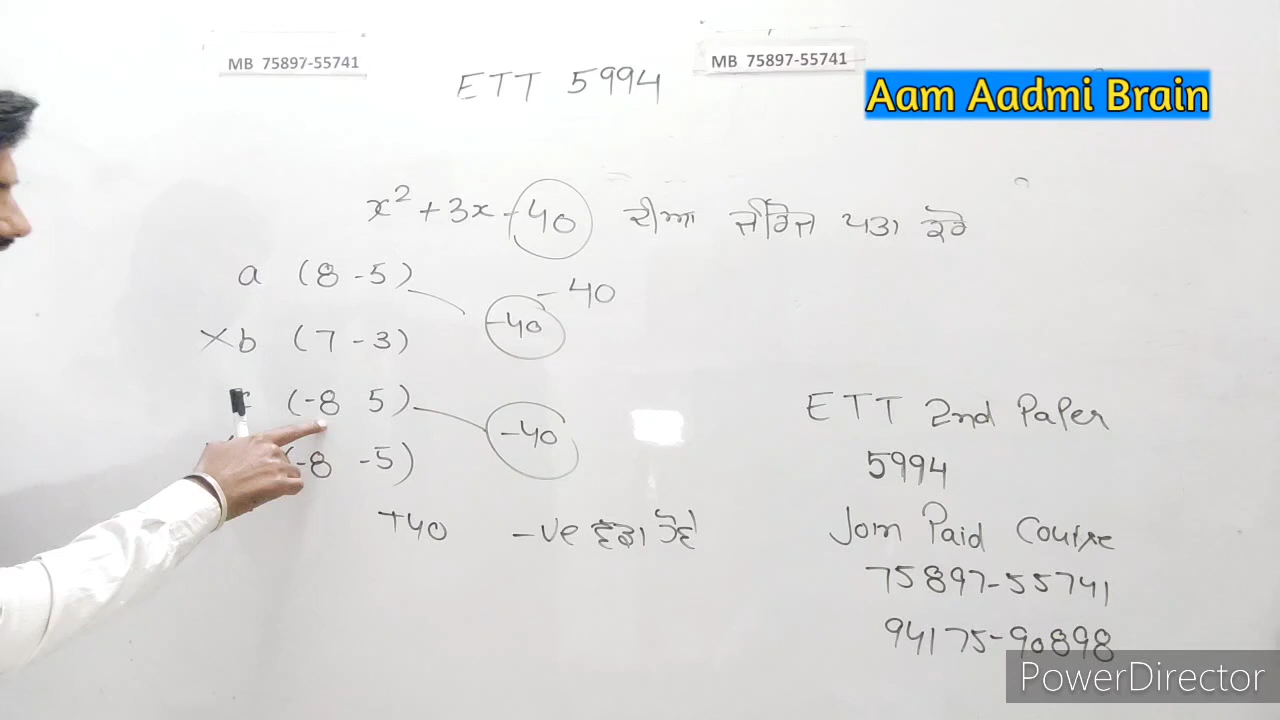 MB 75897-55741
MB 75897-55741
ETT 5994
Aam Aadmi Brain
x² + 3x - 40 ਦੀਆ ਜੀਰੋਜ ਪਤਾ ਕਰੋ
a (8 -5)
- 40
-40
X b (7 -3)
(-8 5)
-40
(-8 -5)
+40 -ve ਵੱਡਾ ਹੋਵੇ
ETT 2nd Paper
5994
Join Paid Course
75897-55741
94175-90898
PowerDirector